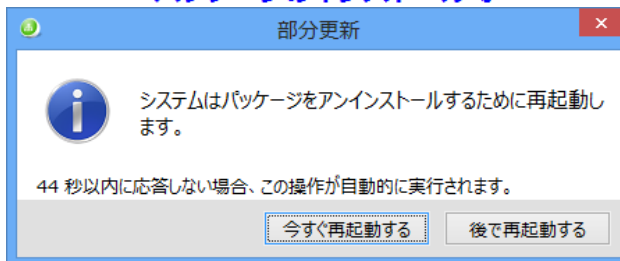 部分更新
システムはパッケージをアンインストールするために再起動し
ます。
44 秒以内に応答しない場合、この操作が自動的に実行されます。
今すぐ再起動する
後で再起動する